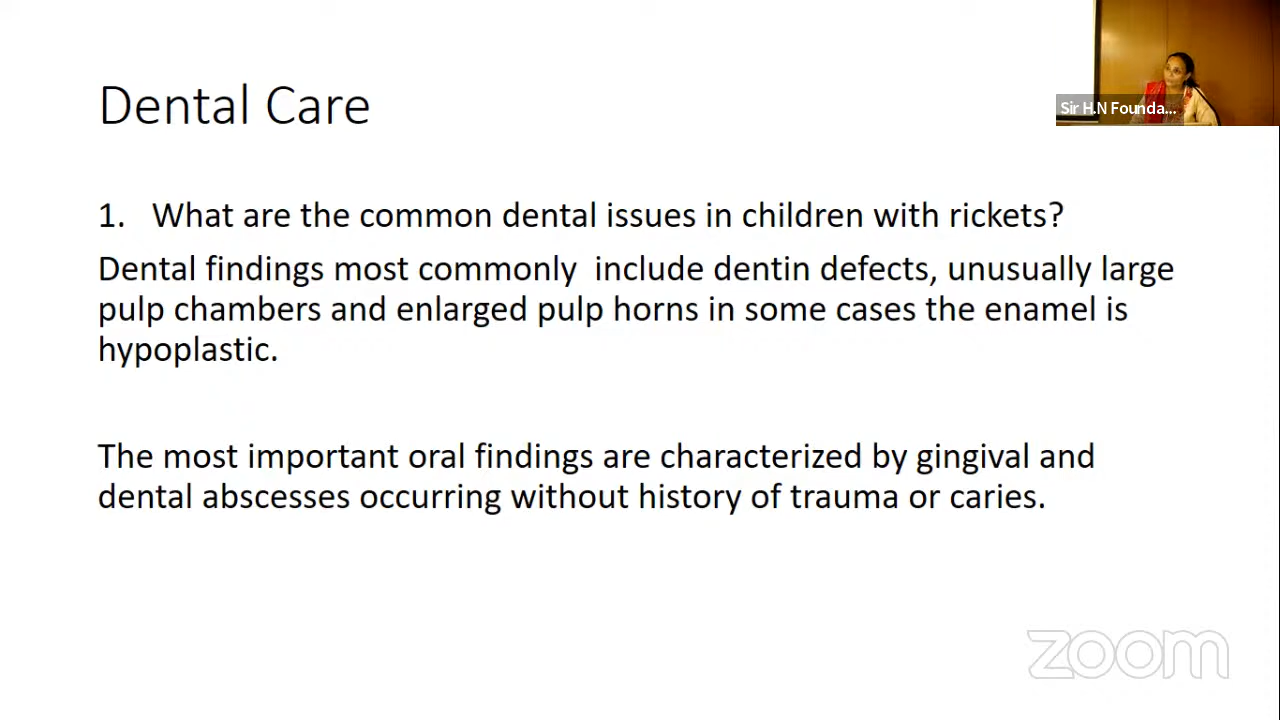 Dental Care
Sir H.N Founda...
1. What are the common dental issues in children with rickets?
Dental findings most commonly  include dentin defects, unusually large
pulp chambers and enlarged pulp horns in some cases the enamel is
hypoplastic.
The most important oral findings are characterized by gingival and
dental abscesses occurring without history of trauma or caries.
zoom